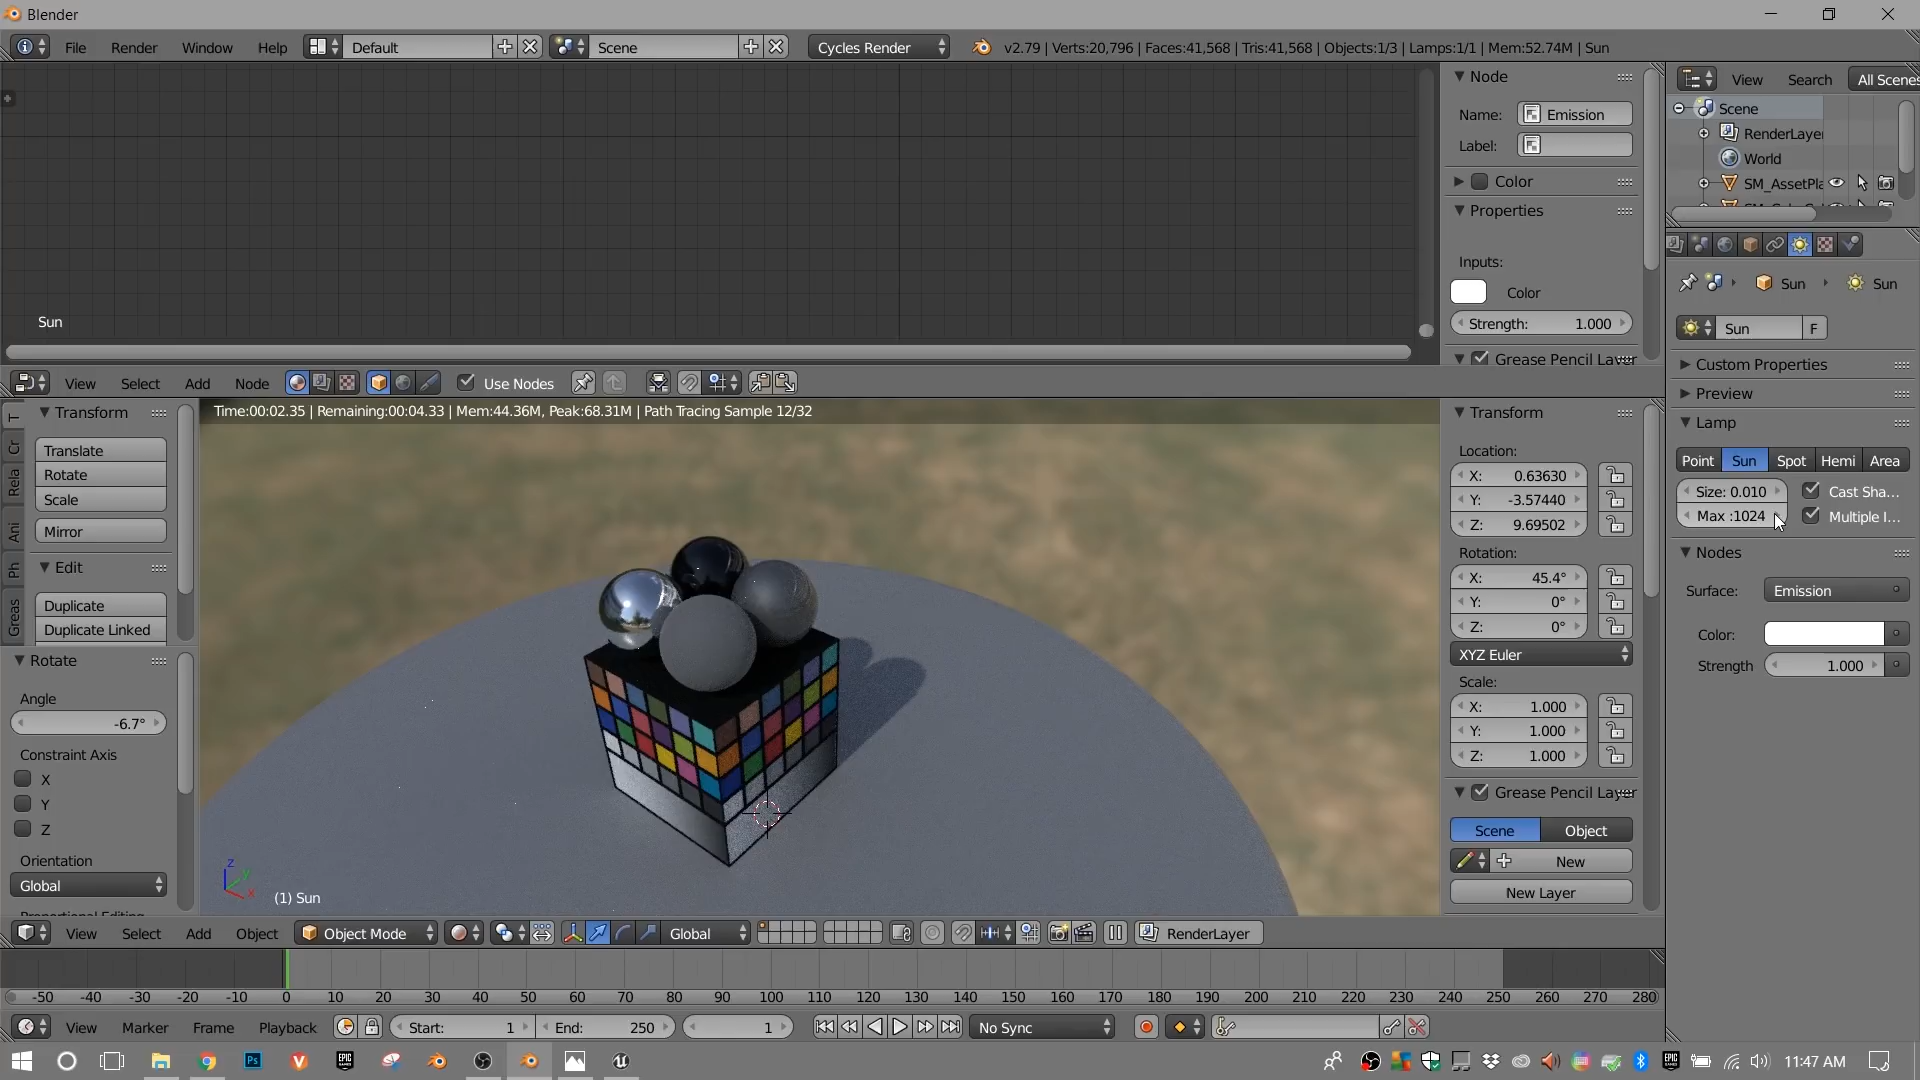 Blender
File Render Window Help Default Scene Cycles Render v2.79 | Verts:20,796 | Faces:41,568 | Tris:41,568 | Objects:1/3 | Lamps:1/1 | Mem:52.74M | Sun
Sun
View Select Add Node Use Nodes
Node
Name: Emission
Label:
Color
Properties
Inputs:
Color
Strength: 1.000
Grease Pencil Layer
View Search All Scenes
Scene
RenderLayer
World
SM_AssetPla
Sun Sun
Sun F
Custom Properties
Preview
Lamp
Point Sun Spot Hemi Area
Size: 0.010 Cast Sha...
Max :1024 Multiple I...
Nodes
Surface: Emission
Color:
Strength 1.000
T
Cr
Rela
Ani
Ph
Greas
Transform
Translate
Rotate
Scale
Mirror
Edit
Duplicate
Duplicate Linked
Rotate
Angle
-6.7°
Constraint Axis
X
Y
Z
Orientation
Global
Proportional Editing
Time:00:02.35 | Remaining:00:04.33 | Mem:44.36M, Peak:68.31M | Path Tracing Sample 12/32
z
y
x
(1) Sun
Transform
Location:
X: 0.63630
Y: -3.57440
Z: 9.69502
Rotation:
X: 45.4°
Y: 0°
Z: 0°
XYZ Euler
Scale:
X: 1.000
Y: 1.000
Z: 1.000
Grease Pencil Layer
Scene Object
New
New Layer
View Select Add Object Object Mode Global RenderLayer
-50 -40 -30 -20 -10 0 10 20 30 40 50 60 70 80 90 100 110 120 130 140 150 160 170 180 190 200 210 220 230 240 250 260 270 280
View Marker Frame Playback Start: 1 End: 250 1 No Sync
Ps EPIC GAMES EPIC 11:47 AM